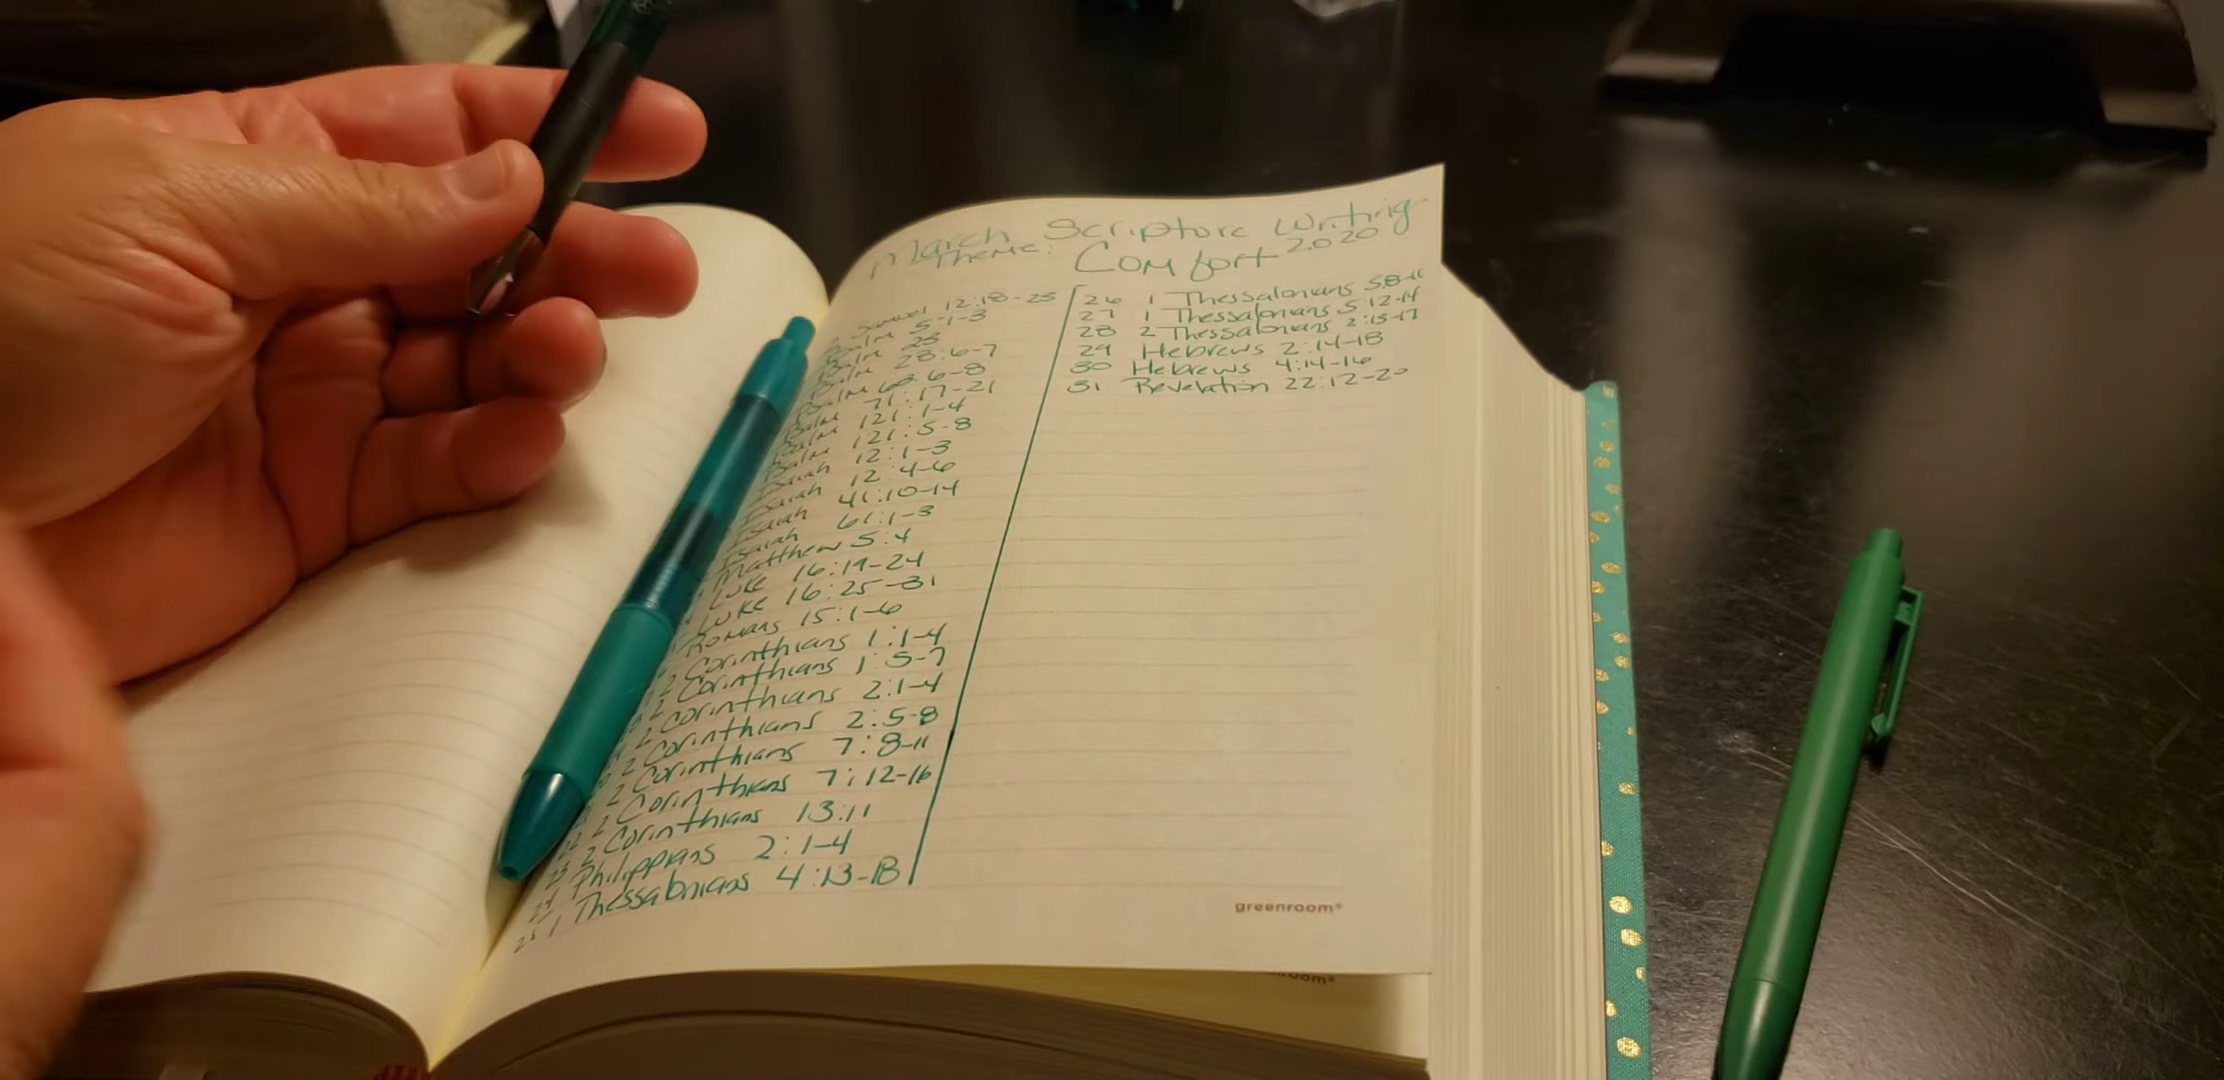 March Scripture Writing
Theme: Comfort 2020
Samuel 12:18-23
Psalm 5:1-3
Psalm 23
Psalm 28:6-7
Psalm 68:6-8
Psalm 71:17-21
Psalm 121:1-4
Psalm 121:5-8
Isaiah 12:1-3
Isaiah 12:4-6
Isaiah 41:10-14
Isaiah 61:1-3
Matthew 5:4
Luke 16:19-24
Luke 16:25-31
Romans 15:1-6
2 Corinthians 1:1-4
2 Corinthians 1:5-7
2 Corinthians 2:1-4
2 Corinthians 2:5-8
2 Corinthians 7:8-11
2 Corinthians 7:12-16
23 2 Corinthians 13:11
24 Philippians 2:1-4
25 1 Thessalonians 4:13-18
26 1 Thessalonians 5:8-11
27 1 Thessalonians 5:12-14
28 2 Thessalonians 2:13-17
29 Hebrews 2:14-18
30 Hebrews 4:14-16
31 Revelation 22:12-20
greenroom®
room®